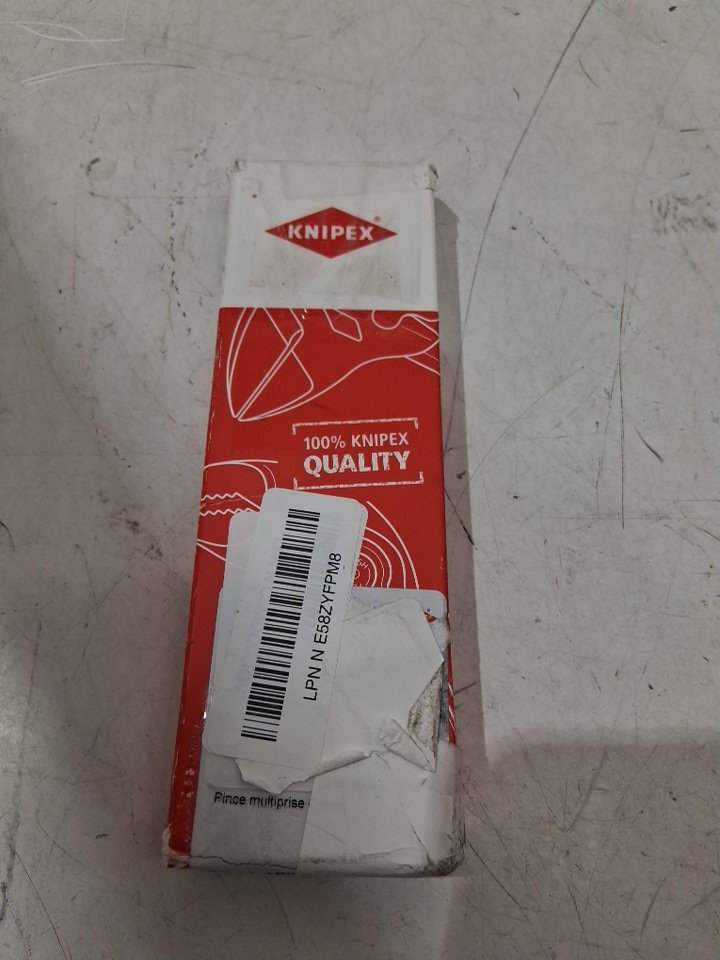 KNIPEX®
100% KNIPEX
QUALITY
LPN N E58ZYFPM8
Pince multiprise